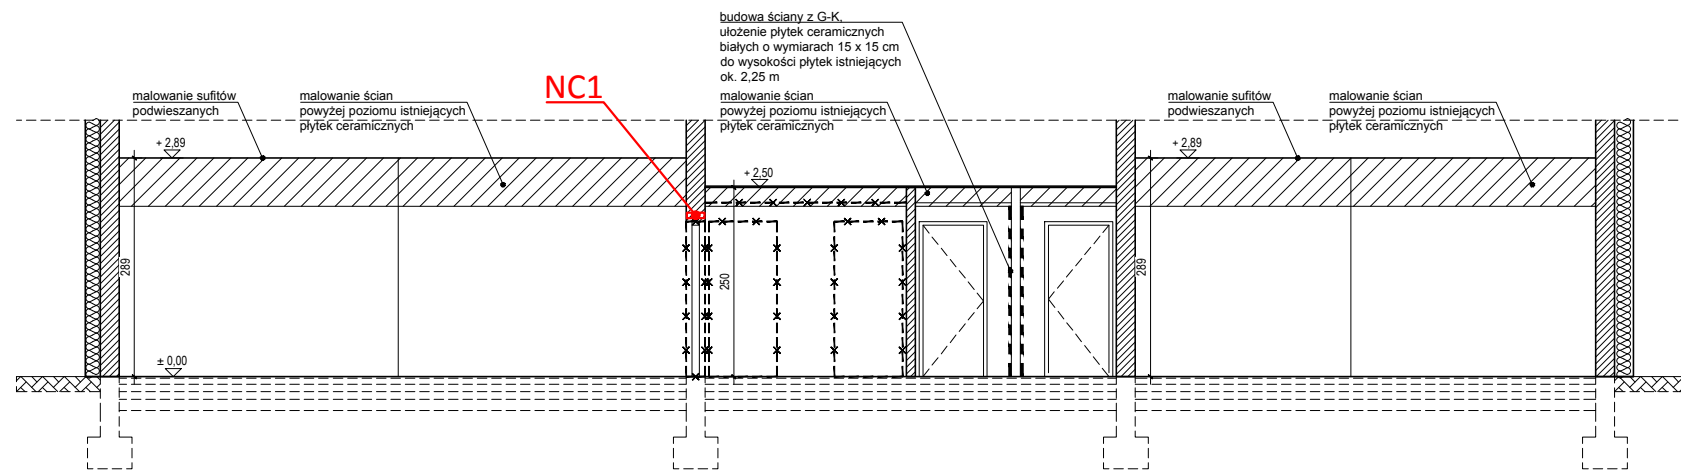 budowa ściany z G-K,
ułożenie płytek ceramicznych
białych o wymiarach 15 x 15 cm
do wysokości płytek istniejących
ok. 2,25 m
NC1
malowanie sufitów
podwieszanych
malowanie ścian
powyżej poziomu istniejących
płytek ceramicznych
malowanie ścian
powyżej poziomu istniejących
płytek ceramicznych
malowanie sufitów
podwieszanych
malowanie ścian
powyżej poziomu istniejących
płytek ceramicznych
+ 2,89
+ 2,50
+ 2,89
289
250
289
± 0,00